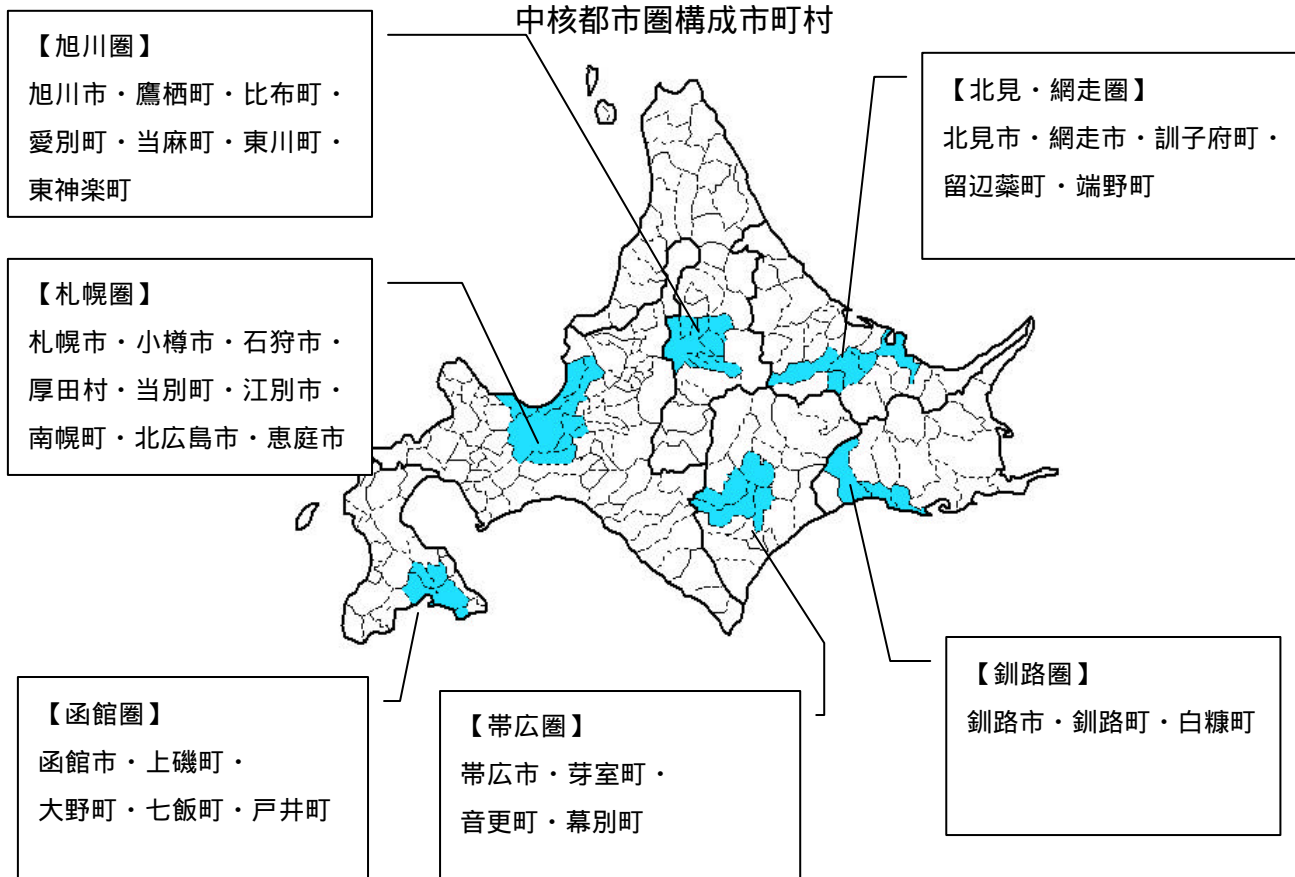 中核都市圏構成市町村
【旭川圏】
旭川市・鷹栖町・比布町・
愛別町・当麻町・東川町・
東神楽町
【北見・網走圏】
北見市・網走市・訓子府町・
留辺蘂町・端野町
【札幌圏】
札幌市・小樽市・石狩市・
厚田村・当別町・江別市・
南幌町・北広島市・恵庭市
【函館圏】
函館市・上磯町・
大野町・七飯町・戸井町
【帯広圏】
帯広市・芽室町・
音更町・幕別町
【釧路圏】
釧路市・釧路町・白糠町